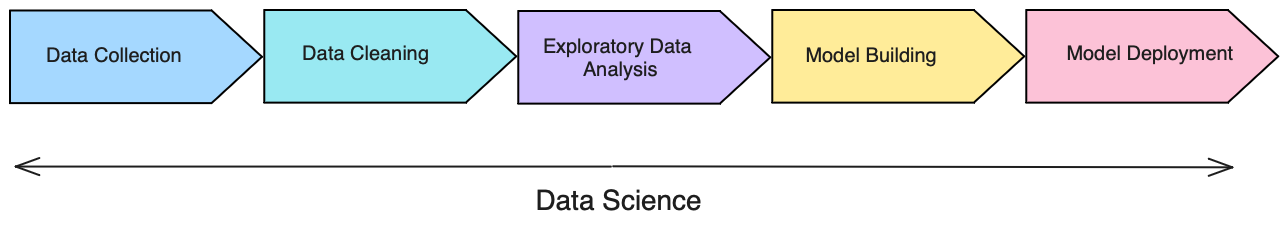 Data Collection
Data Cleaning
Exploratory Data
Analysis
Model Building
Model Deployment
Data Science